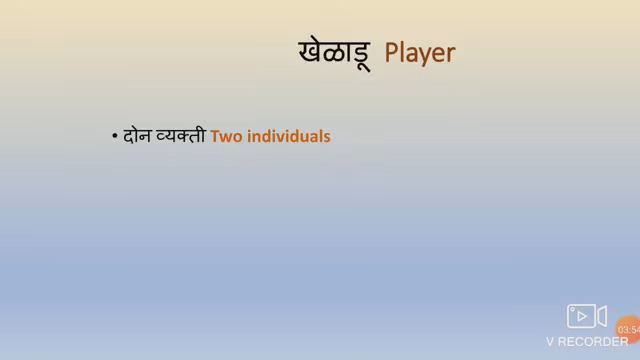 खेळाडू Player
• दोन व्यक्ती Two individuals
03:54
V RECORDER